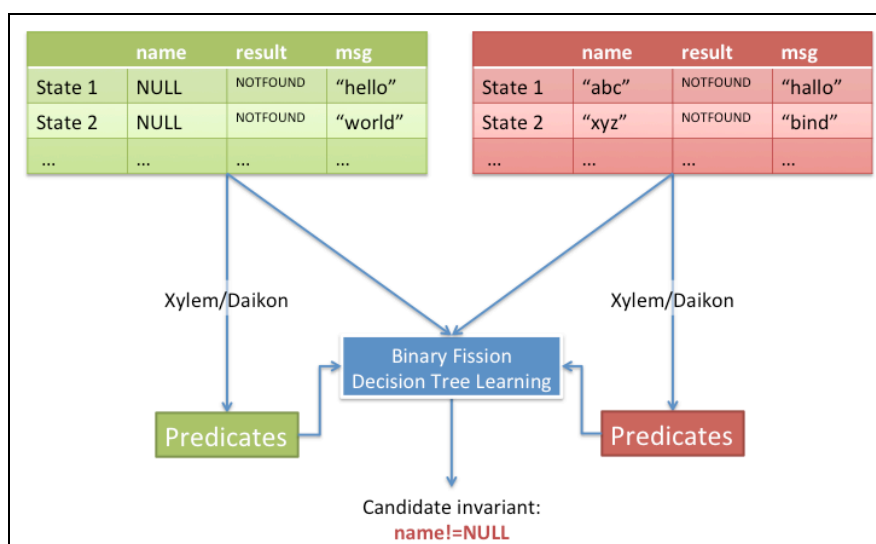 name result msg
State 1 NULL NOTFOUND “hello”
State 2 NULL NOTFOUND “world”
... ... ... ...
name result msg
State 1 “abc” NOTFOUND “hallo”
State 2 “xyz” NOTFOUND “bind”
... ... ... ...
Xylem/Daikon
Xylem/Daikon
Binary Fission
Decision Tree Learning
Predicates
Predicates
Candidate invariant:
name!=NULL